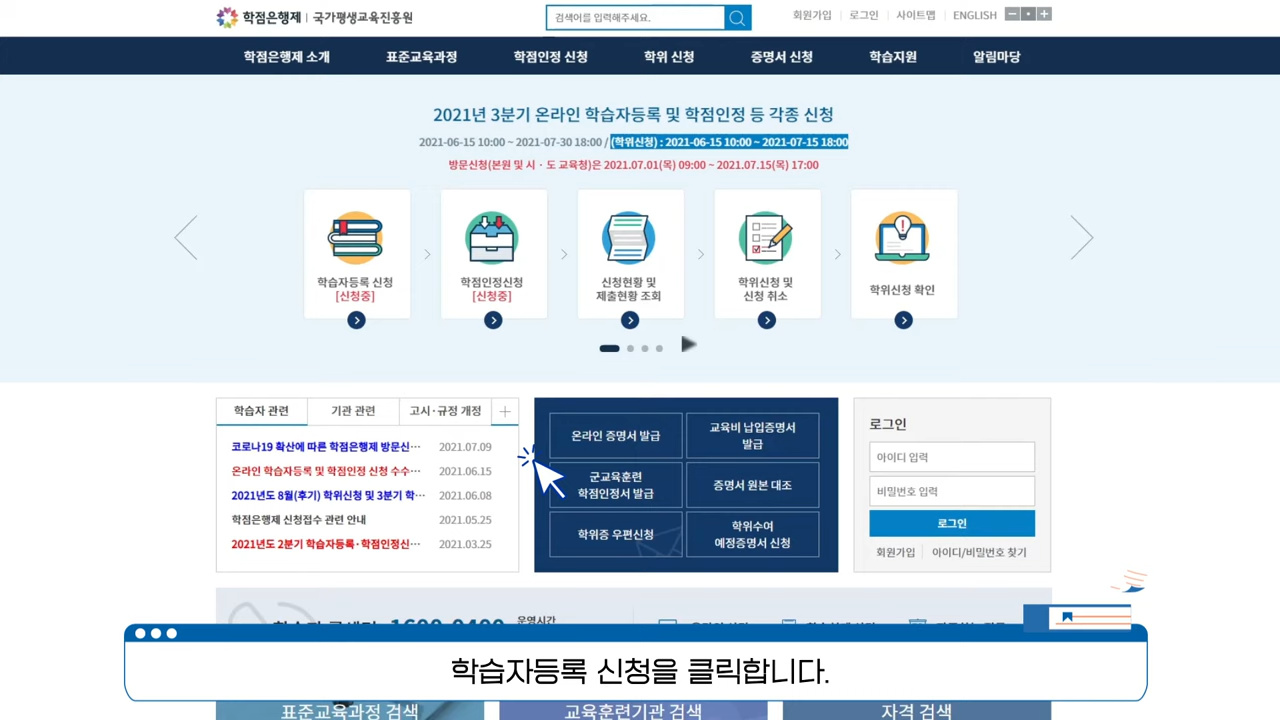 학점은행제 | 국가평생교육진흥원
검색어를 입력해주세요.
회원가입 | 로그인 | 사이트맵 | ENGLISH
학점은행제 소개 표준교육과정 학점인정 신청 학위 신청 증명서 신청 학습지원 알림마당
2021년 3분기 온라인 학습자등록 및 학점인정 등 각종 신청
2021-06-15 10:00 ~ 2021-07-30 18:00 / (학위신청) : 2021-06-15 10:00 ~ 2021-07-15 18:00
방문신청(본원 및 시ㆍ도 교육청)은 2021.07.01(목) 09:00 ~ 2021.07.15(목) 17:00
학습자등록 신청
[신청중]
학점인정신청
[신청중]
신청현황 및
제출현황 조회
학위신청 및
신청 취소
학위신청 확인
학습자 관련 기관 관련 고시·규정 개정
코로나19 확산에 따른 학점은행제 방문신··· 2021.07.09
온라인 학습자등록 및 학점인정 신청 수수··· 2021.06.15
2021년도 8월(후기) 학위신청 및 3분기 학··· 2021.06.08
학점은행제 신청접수 관련 안내 2021.05.25
2021년도 2분기 학습자등록·학점인정신··· 2021.03.25
온라인 증명서 발급
교육비 납입증명서
발급
군교육훈련
학점인정서 발급
증명서 원본 대조
학위증 우편신청
학위수여
예정증명서 신청
로그인
아이디 입력
비밀번호 입력
로그인
회원가입 | 아이디/비밀번호 찾기
운영시간
학습자등록 신청을 클릭합니다.
표준교육과정 검색 교육훈련기관 검색 자격 검색